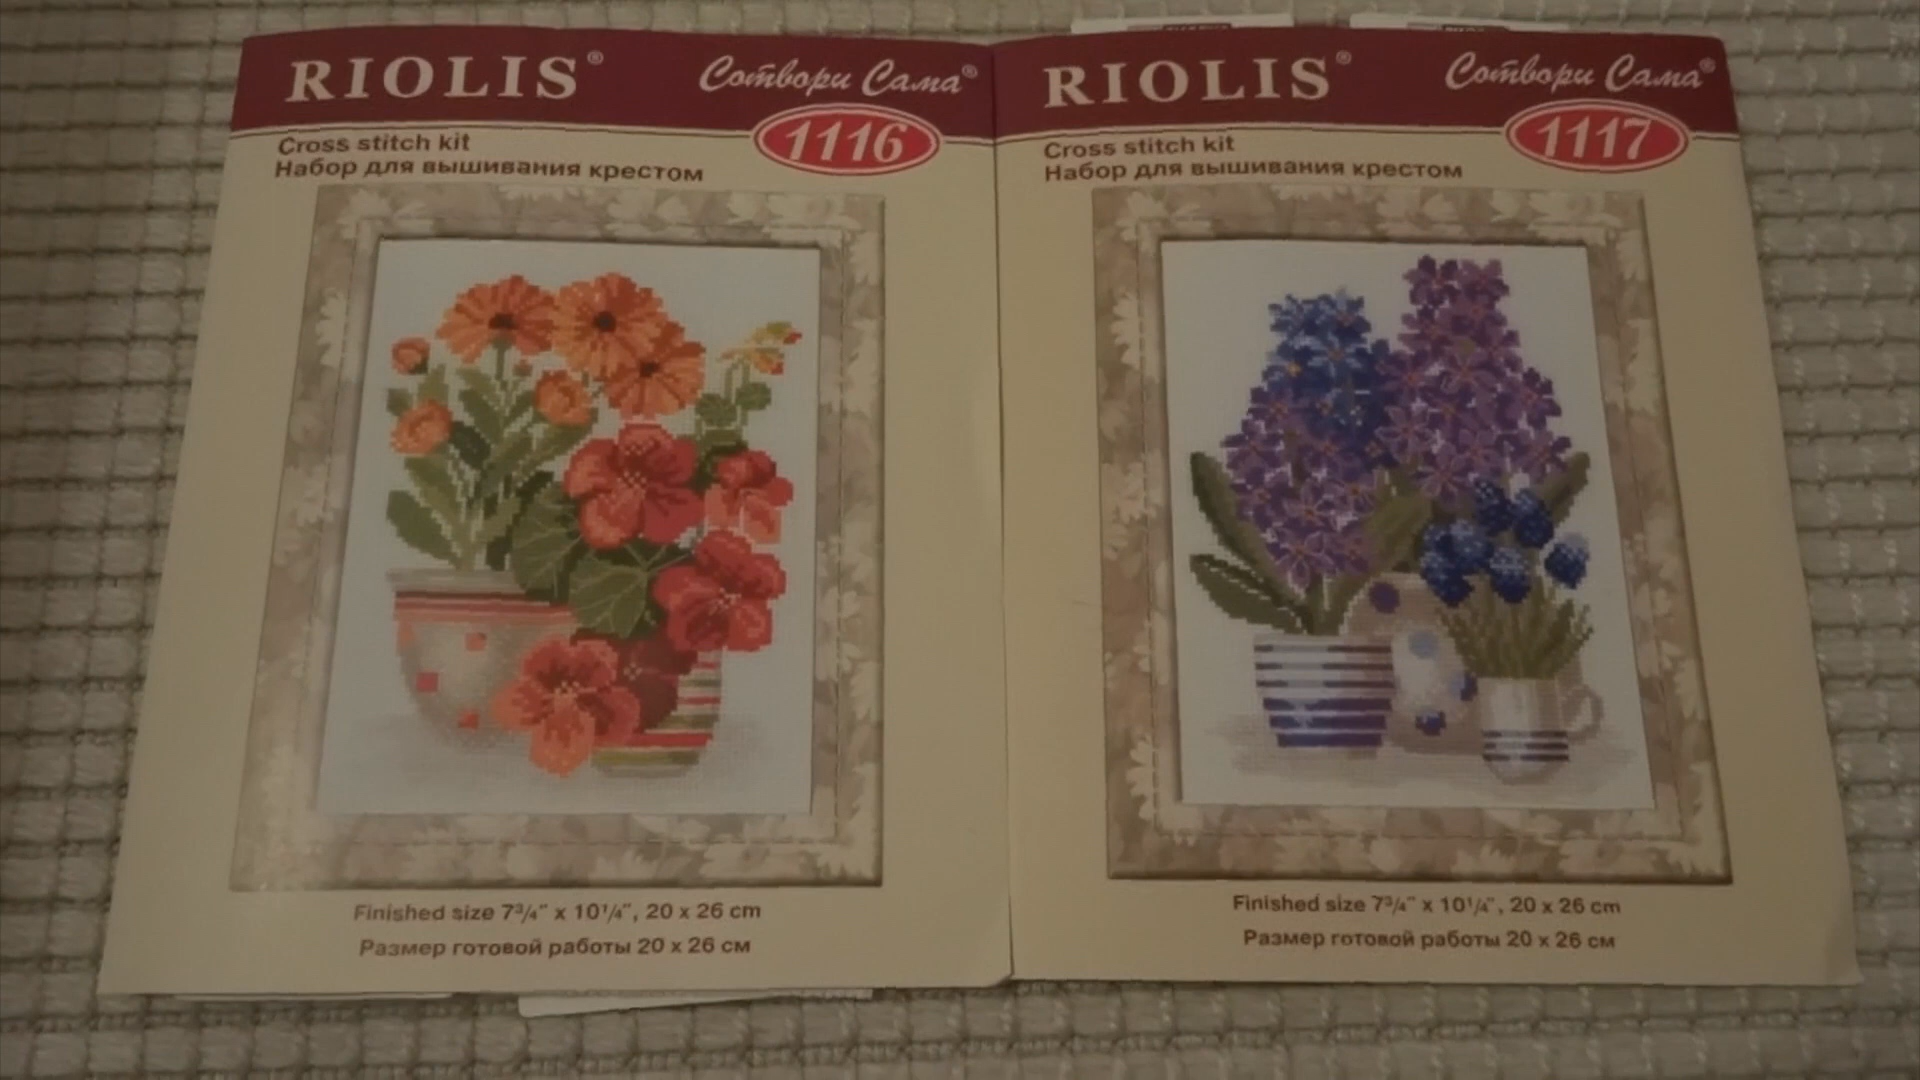 RIOLIS®
Сотвори Сама®
1116
Cross stitch kit
Набор для вышивания крестом
Finished size 7¾" x 10¼", 20 x 26 cm
Размер готовой работы 20 x 26 см
RIOLIS®
Сотвори Сама®
1117
Cross stitch kit
Набор для вышивания крестом
Finished size 7¾" x 10¼", 20 x 26 cm
Размер готовой работы 20 x 26 см